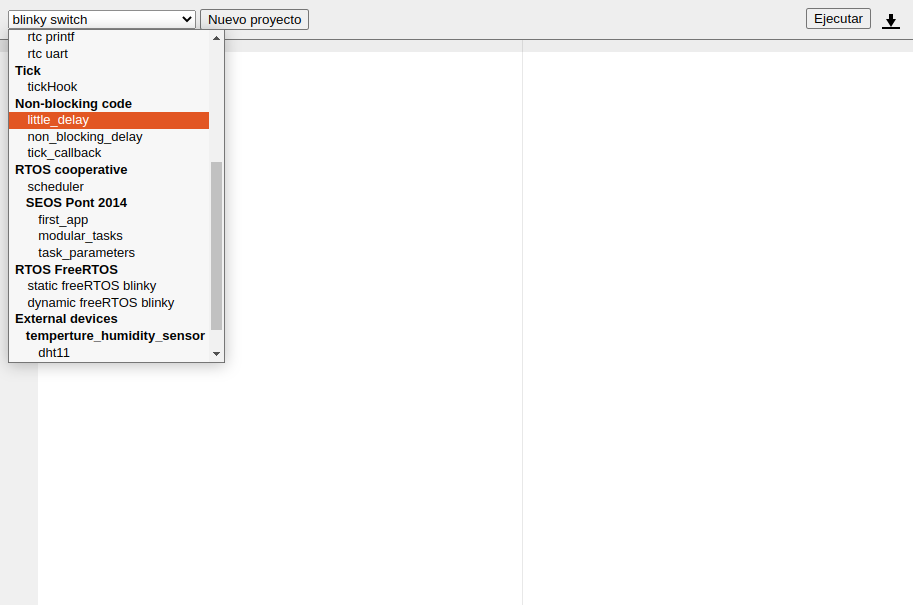 blinky switch Nuevo proyecto Ejecutar
rtc printf
rtc uart
Tick
tickHook
Non-blocking code
little_delay
non_blocking_delay
tick_callback
RTOS cooperative
scheduler
SEOS Pont 2014
first_app
modular_tasks
task_parameters
RTOS FreeRTOS
static freeRTOS blinky
dynamic freeRTOS blinky
External devices
temperture_humidity_sensor
dht11